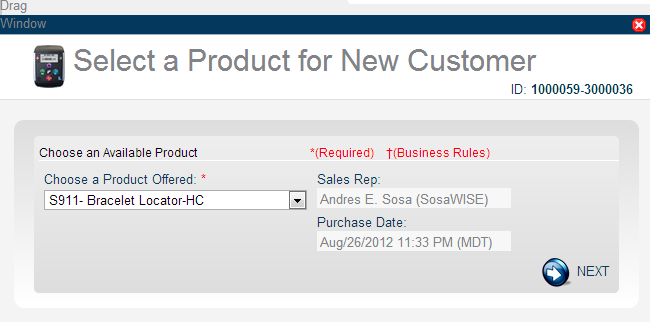 Drag
Window
Select a Product for New Customer
ID: 1000059-3000036
Choose an Available Product *(Required) †(Business Rules)
Choose a Product Offered: * Sales Rep:
S911- Bracelet Locator-HC Andres E. Sosa (SosaWISE)
Purchase Date:
Aug/26/2012 11:33 PM (MDT)
NEXT